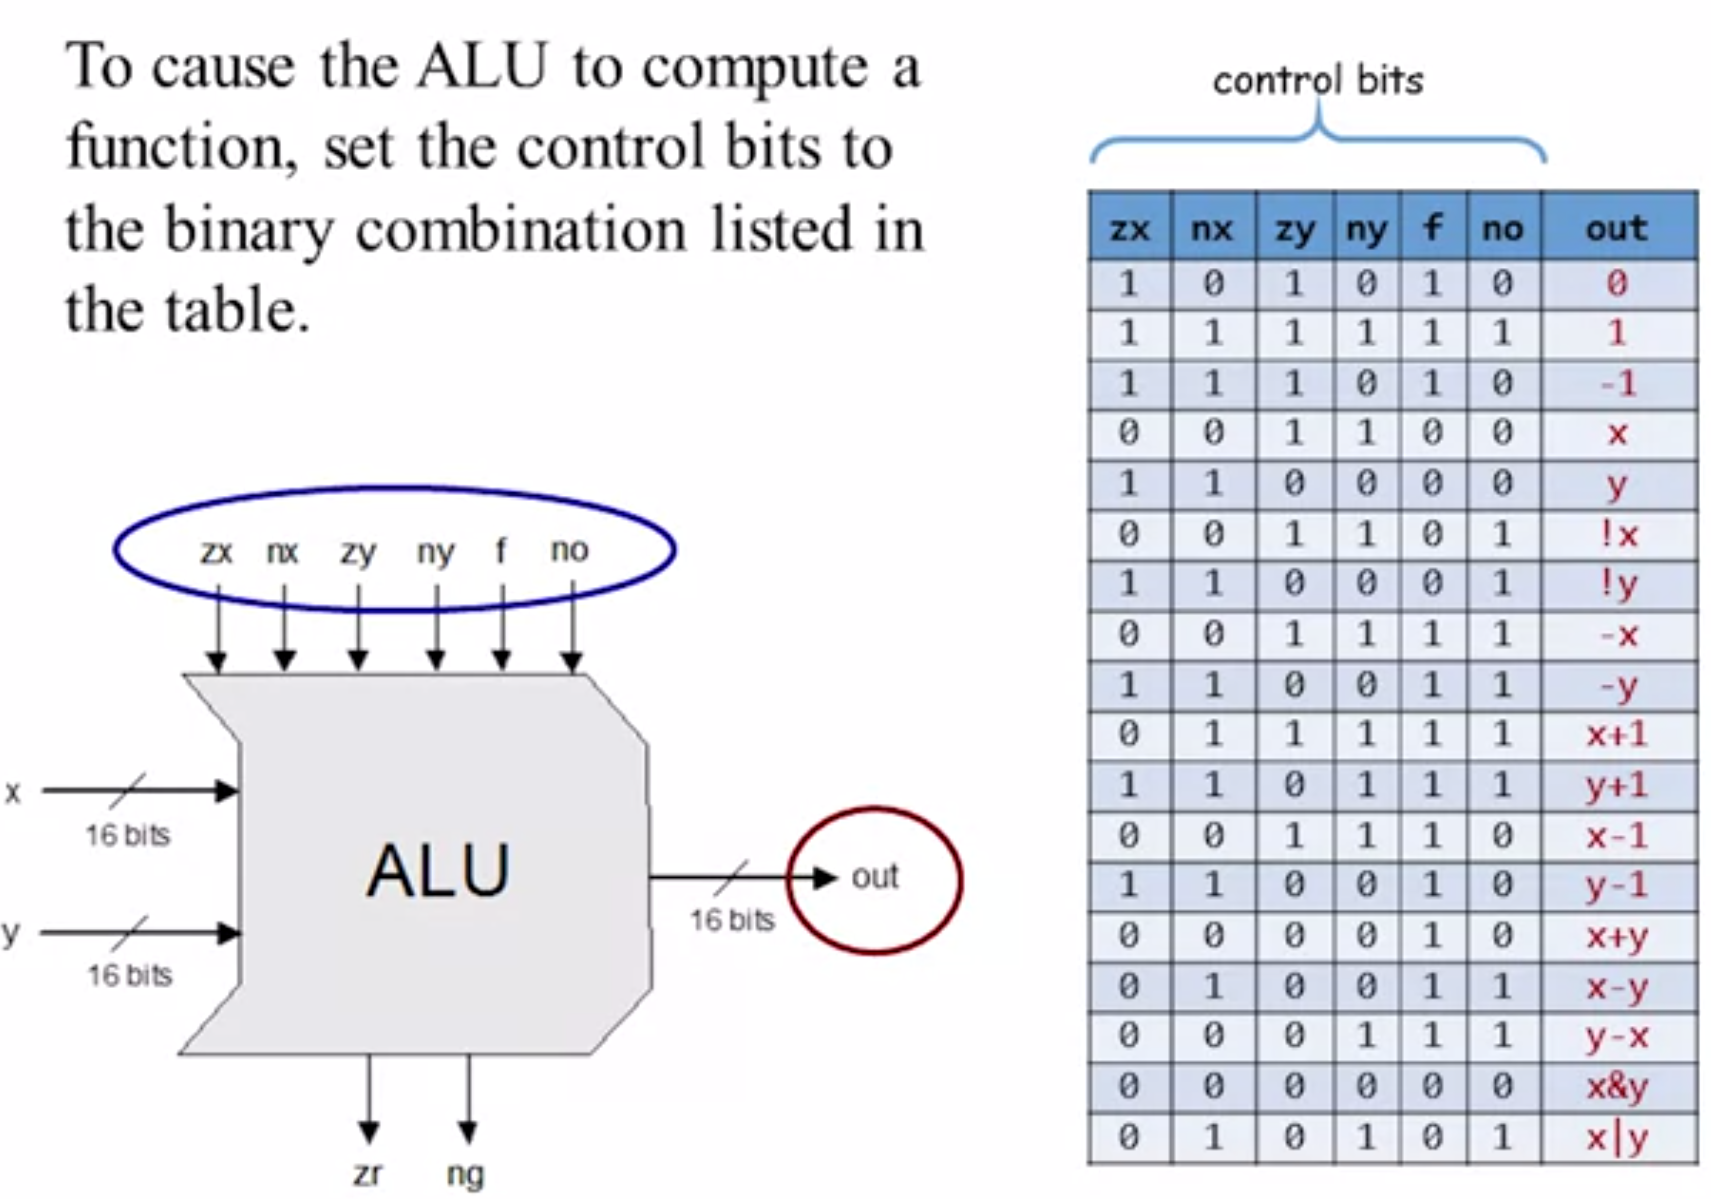 To cause the ALU to compute a
function, set the control bits to
the binary combination listed in
the table.
control bits
zx nx zy ny f no out
1 0 1 0 1 0 0
1 1 1 1 1 1 1
1 1 1 0 1 0 -1
0 0 1 1 0 0 x
1 1 0 0 0 0 y
0 0 1 1 0 1 !x
1 1 0 0 0 1 !y
0 0 1 1 1 1 -x
1 1 0 0 1 1 -y
0 1 1 1 1 1 x+1
1 1 0 1 1 1 y+1
0 0 1 1 1 0 x-1
1 1 0 0 1 0 y-1
0 0 0 0 1 0 x+y
0 1 0 0 1 1 x-y
0 0 0 1 1 1 y-x
0 0 0 0 0 0 x&y
0 1 0 1 0 1 x|y
zx nx zy ny f no
x
16 bits
ALU
out
16 bits
y
16 bits
zr ng